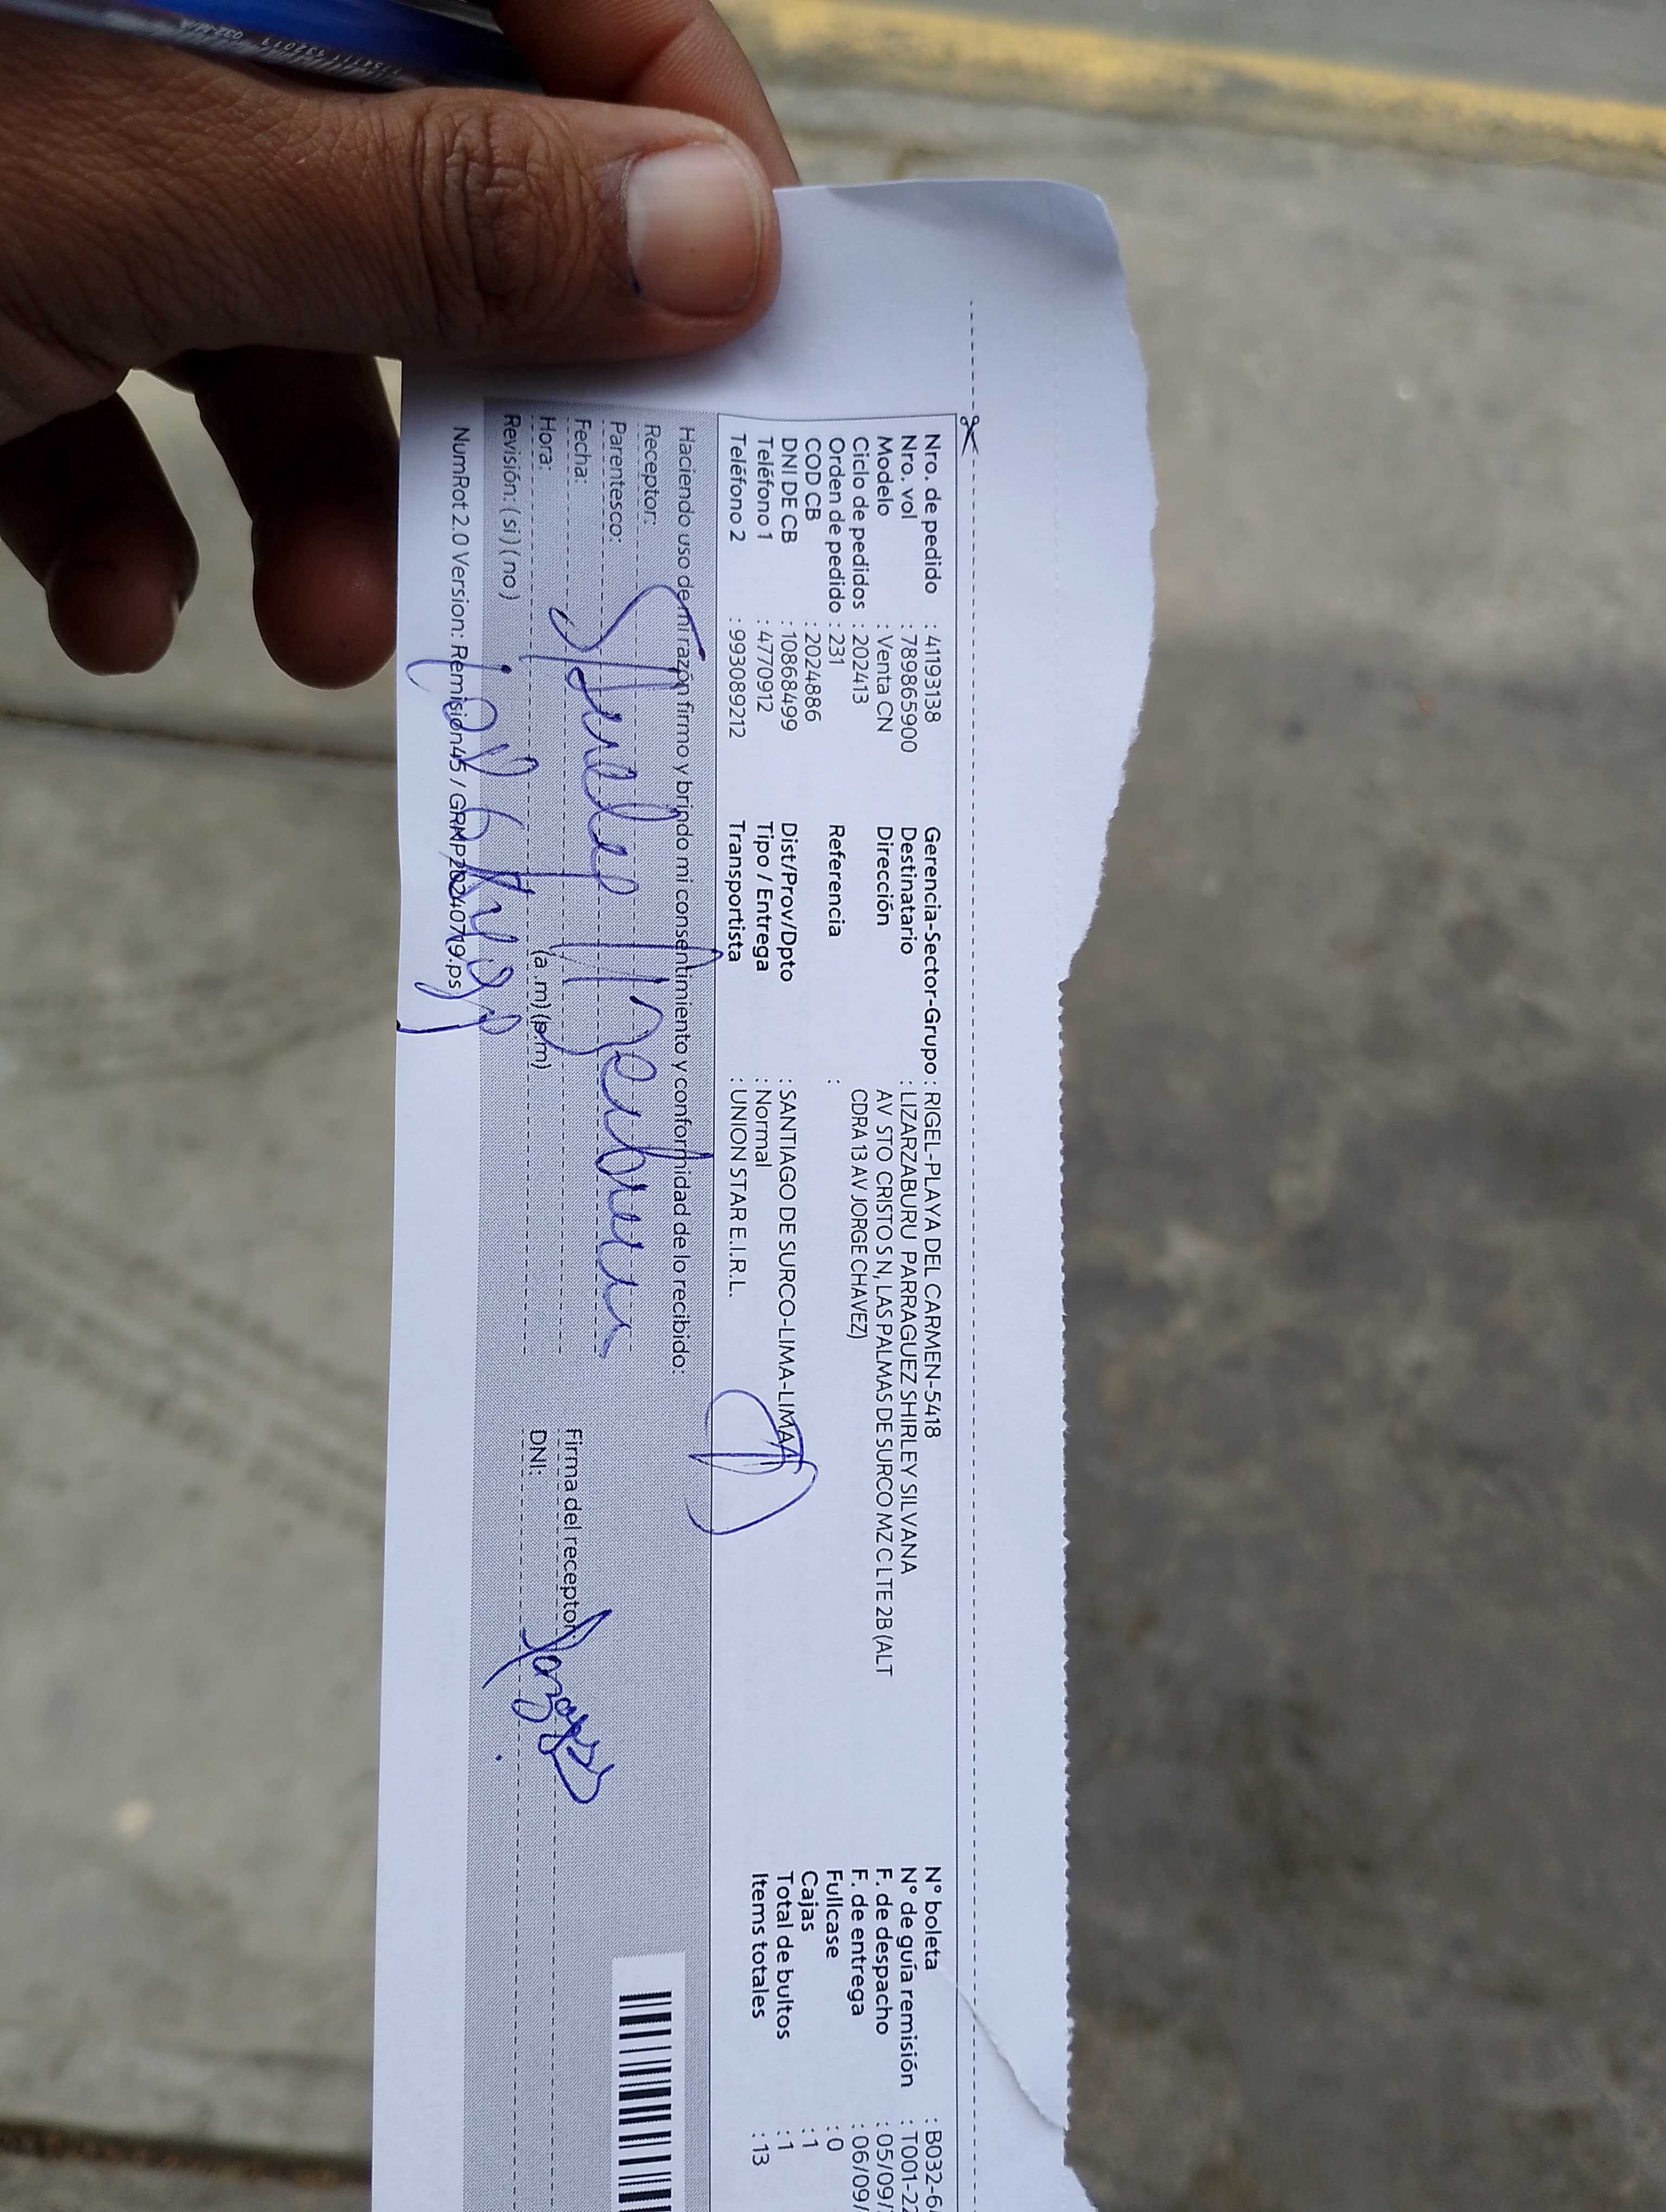 Nro. de pedido : 41193138
Nro. vol : 7898659​00
Modelo : Venta CN
Ciclo de pedidos : 202413
Orden de pedido : 231
COD CB : 2024886
DNI DE CB : 10868499
Teléfono 1 : 4770912
Teléfono 2 : 993089212
Gerencia-Sector-Grupo : RIGEL-PLAYA DEL CARMEN-5418
Destinatario : LIZARZABURU PARRAGUEZ SHIRLEY SILVANA
Dirección AV STO CRISTO S N, LAS PALMAS DE SURCO MZ C LTE 2B (ALT
CDRA 13 AV JORGE CHAVEZ)
Referencia :
Dist/Prov/Dpto : SANTIAGO DE SURCO-LIMA-LIMA
Tipo / Entrega : Normal
Transportista : UNION STAR E.I.R.L.
N° boleta : B032-6
N° de guía remisión : T001-22
F. de despacho : 05/09/
F. de entrega : 06/09/
Fullcase : 0
Cajas : 1
Total de bultos : 1
Items totales : 13
Haciendo uso de mi razón firmo y brindo mi consentimiento y conformidad de lo recibido:
Receptor:
Parentesco:
Fecha:
Hora: (a.m) (p.m)
Revisión: (si) (no)
Firma del receptor:
DNI:
NumRot 2.0 Version: Remision45 / GRMP20240719.ps